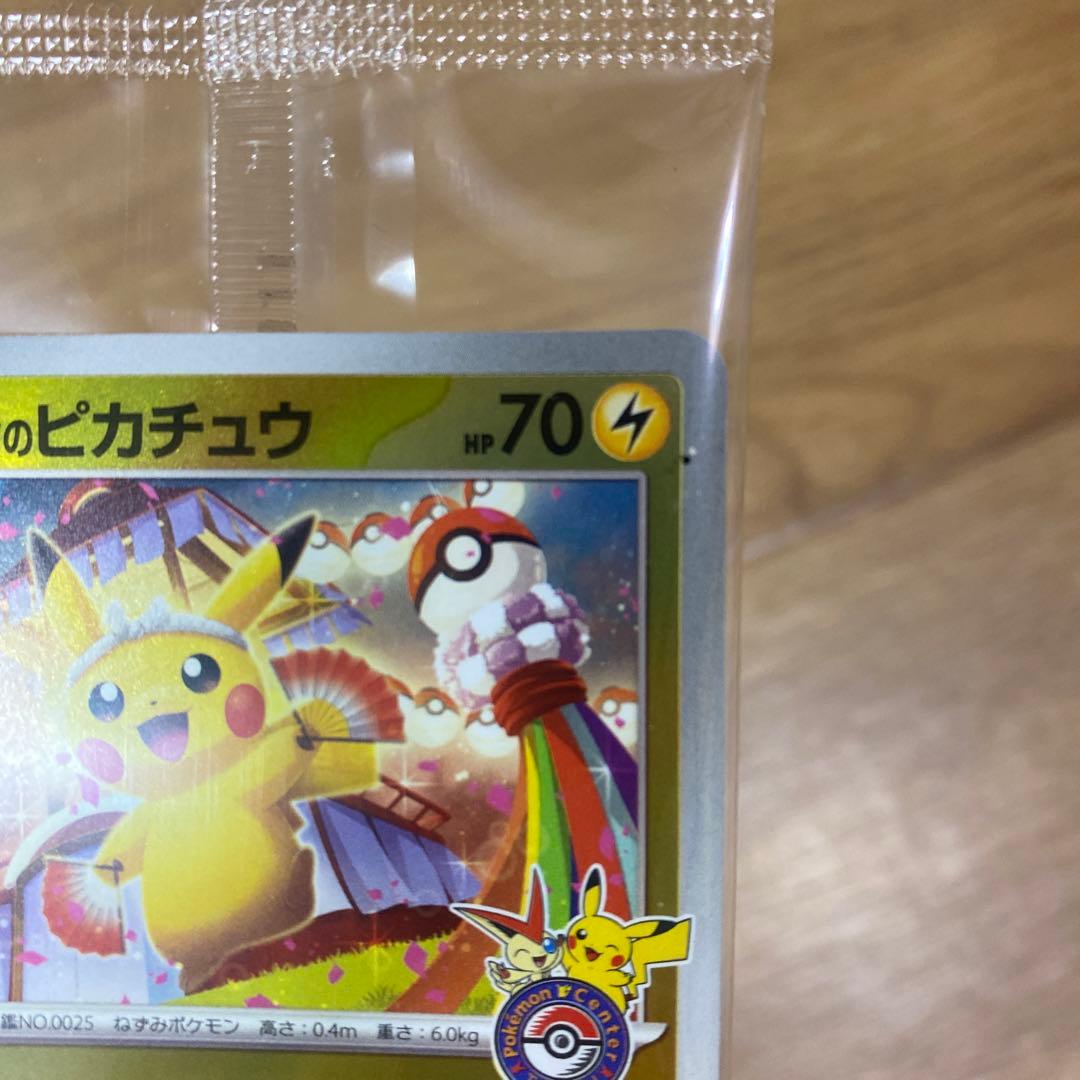 のピカチュウ HP70
鑑NO.0025 ねずみポケモン 高さ:0.4m 重さ:6.0kg
Pokémon Center